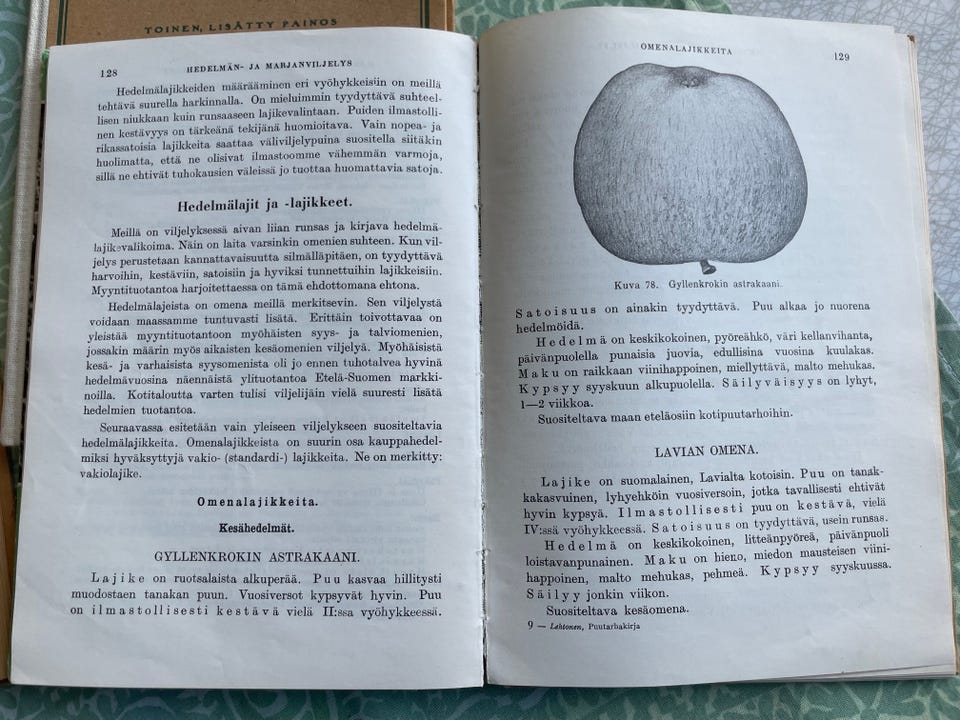 TOINEN, LISÄTTY PAINOS
128
HEDELMÄN- JA MARJANVILJELYS
Hedelmälajikkeiden määrääminen eri vyöhykkeisiin on meillä
tehtävä suurella harkinnalla. On mieluimmin tyydyttävä suhteel-
lisen niukkaan kuin runsaaseen lajikevalintaan. Puiden ilmastolli-
nen kestävyys on tärkeänä tekijänä huomioitava. Vain nopea- ja
rikassatoisia lajikkeita saattaa väliviljelypuina suositella siitäkin
huolimatta, että ne olisivat ilmastoomme vähemmän varmoja,
sillä ne ehtivät tuhokausien väleissä jo tuottaa huomattavia satoja.
Hedelmälajit ja -lajikkeet.
Meillä on viljelyksessä aivan liian runsas ja kirjava hedelmä-
lajikevalikoima. Näin on laita varsinkin omenien suhteen. Kun vil-
jelys perustetaan kannattavaisuutta silmälläpitäen, on tyydyttävä
harvoihin, kestäviin, satoisiin ja hyviksi tunnettuihin lajikkeisiin.
Myyntituotantoa harjoitettaessa on tämä ehdottomana ehtona.
Hedelmälajeista on omena meillä merkitsevin. Sen viljelystä
voidaan maassamme tuntuvasti lisätä. Erittäin toivottavaa on
yleistää myyntituotantoon myöhäisten syys- ja talviomenien,
jossakin määrin myös aikaisten kesäomenien viljelyä. Myöhäisistä
kesä- ja varhaisista syysomenista oli jo ennen tuhotalvea hyvinä
hedelmävuosina näennäistä ylituotantoa Etelä-Suomen markki-
noilla. Kotitaloutta varten tulisi viljelijäin vielä suuresti lisätä
hedelmien tuotantoa.
Seuraavassa esitetään vain yleiseen viljelykseen suositeltavia
hedelmälajikkeita. Omenalajikkeista on suurin osa kauppahedel-
miksi hyväksyttyjä vakio- (standardi-) lajikkeita. Ne on merkitty:
vakiolajike.
Omenalajikkeita.
Kesähedelmät.
GYLLENKROKIN ASTRAKAANI.
Lajike on ruotsalaista alkuperää. Puu kasvaa hillitysti
muodostaen tanakan puun. Vuosiversot kypsyvät hyvin. Puu
on ilmastollisesti kestävä vielä II:ssa vyöhykkeessä.
OMENALAJIKKEITA
129
Kuva 78. Gyllenkrokin astrakaani.
Satoisuus on ainakin tyydyttävä. Puu alkaa jo nuorena
hedelmöidä.
Hedelmä on keskikokoinen, pyöreähkö, väri kellanvihanta,
päivänpuolella punaisia juovia, edullisina vuosina kuulakas.
Maku on raikkaan viinihappoinen, miellyttävä, malto mehukas.
Kypsyy syyskuun alkupuolella. Säilyväisyys on lyhyt,
1—2 viikkoa.
Suositeltava maan eteläosiin kotipuutarhoihin.
LAVIAN OMENA.
Lajike on suomalainen, Lavialta kotoisin. Puu on tanak-
kakasvuinen, lyhyehköin vuosiversoin, jotka tavallisesti ehtivät
hyvin kypsyä. Ilmastollisesti puu on kestävä, vielä
IV:ssä vyöhykkeessä. Satoisuus on tyydyttävä, usein runsas.
Hedelmä on keskikokoinen, litteänpyöreä, päivänpuoli
loistavanpunainen. Maku on hieno, miedon mausteisen viini-
happoinen, malto mehukas, pehmeä. Kypsyy syyskuussa.
Säilyy jonkin viikon.
Suositeltava kesäomena.
9 — Lehtonen, Puutarhakirja